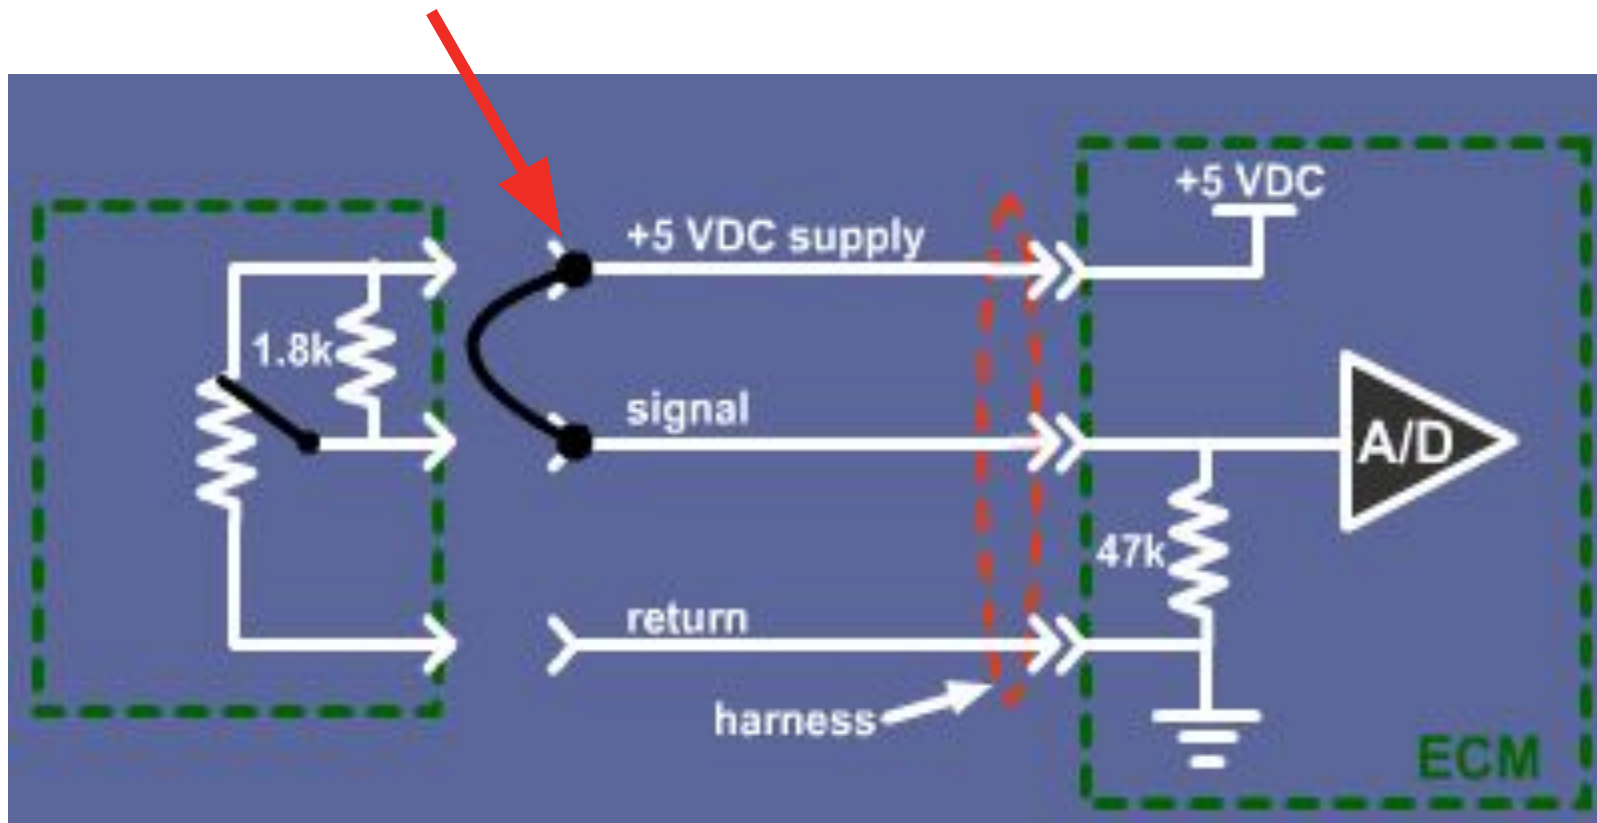 +5 VDC
+5 VDC supply
1.8k
signal
A/D
47k
return
harness
ECM